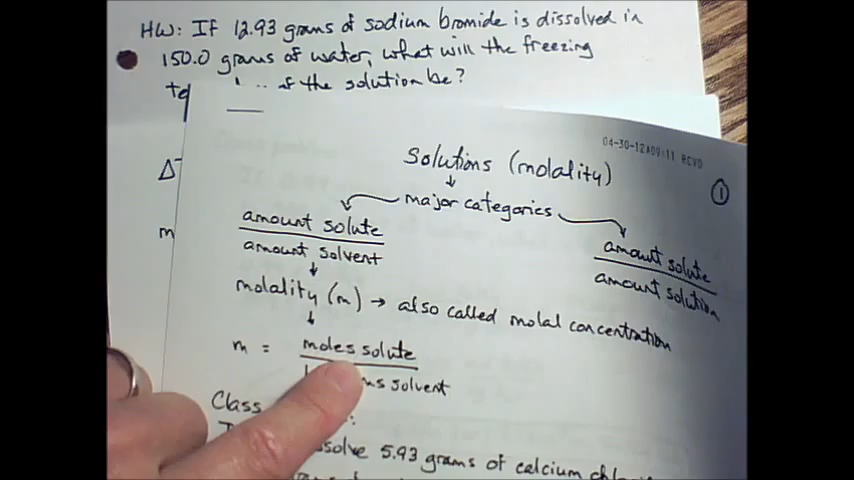 HW: If 12.93 grams of sodium bromide is dissolved in
150.0 grams of water, what will the freezing
of the solution be?
04-30-12A09:11 RCVD
Solutions (molality)
1
↓
major categories
amount solute
amount solvent
amount solute
amount solution
↓
molality (m) → also called molal concentration
↓
m = moles solute
solvent
Class
5.93 grams of calcium
Δ
m